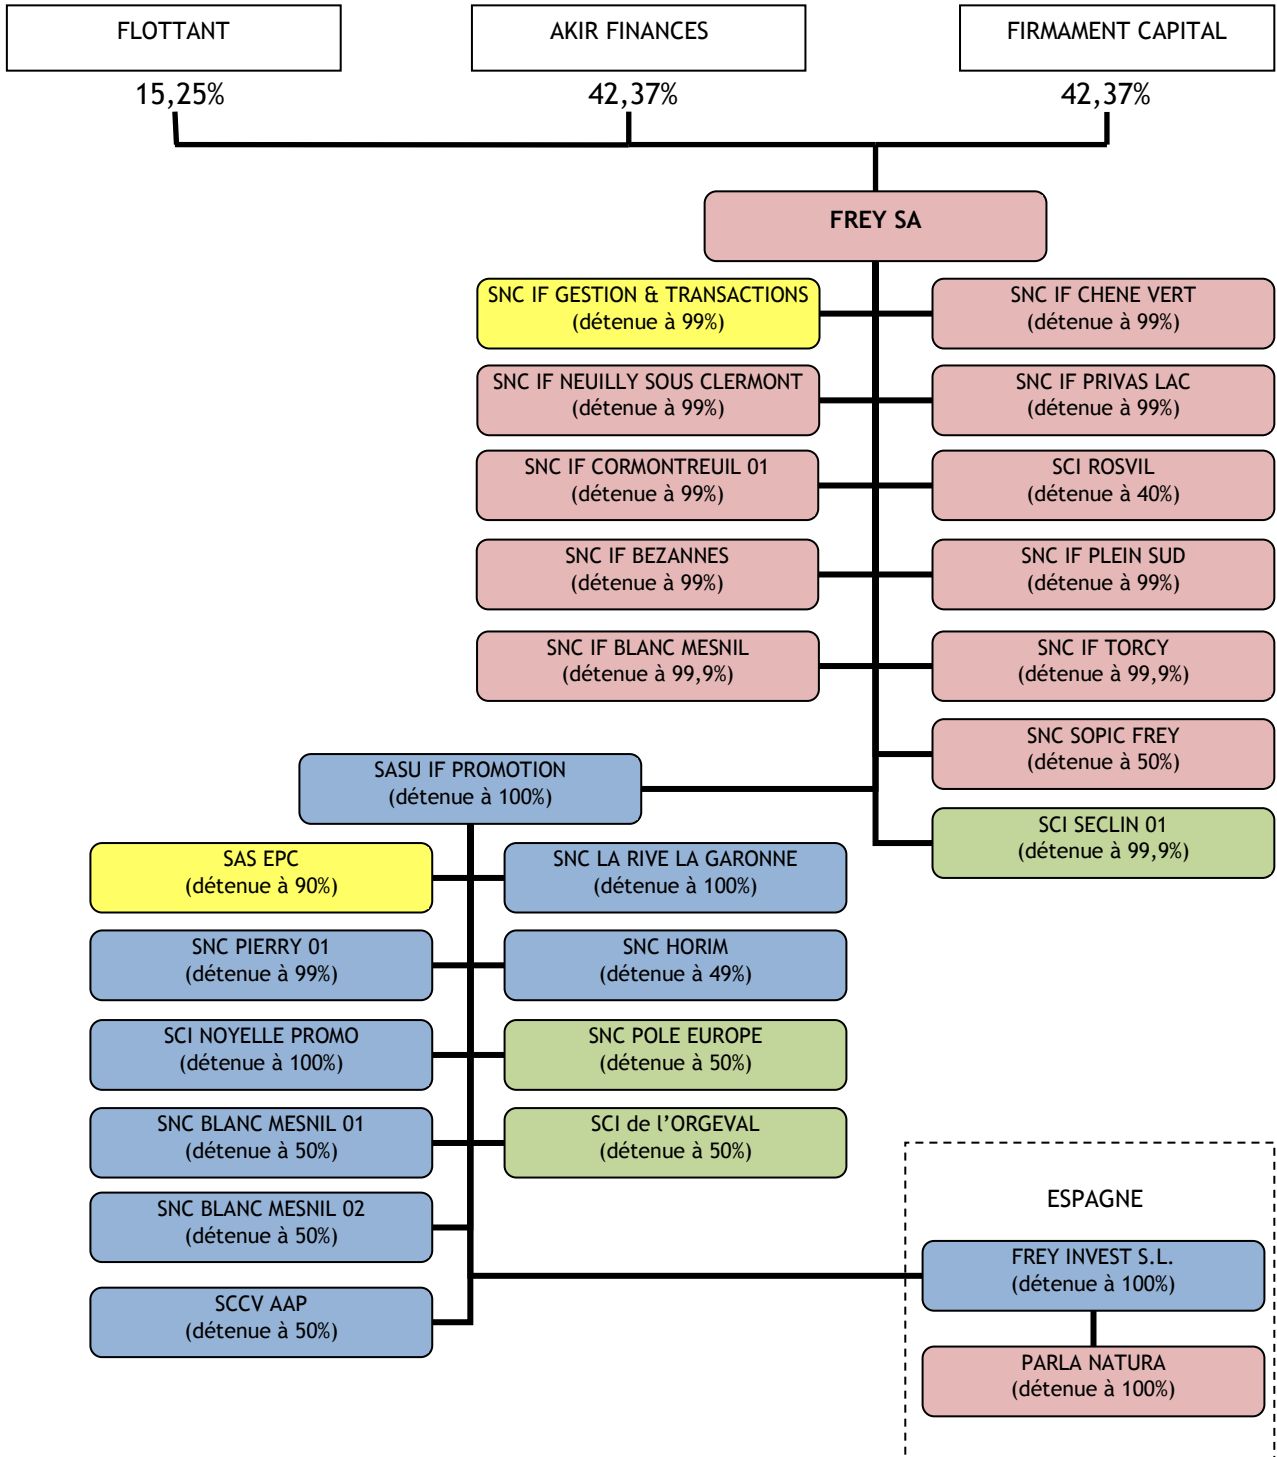 FLOTTANT
AKIR FINANCES
FIRMAMENT CAPITAL
15,25%
42,37%
42,37%
FREY SA
SNC IF GESTION & TRANSACTIONS
(détenue à 99%)
SNC IF CHENE VERT
(détenue à 99%)
SNC IF NEUILLY SOUS CLERMONT
(détenue à 99%)
SNC IF PRIVAS LAC
(détenue à 99%)
SNC IF CORMONTREUIL 01
(détenue à 99%)
SCI ROSVIL
(détenue à 40%)
SNC IF BEZANNES
(détenue à 99%)
SNC IF PLEIN SUD
(détenue à 99%)
SNC IF BLANC MESNIL
(détenue à 99,9%)
SNC IF TORCY
(détenue à 99,9%)
SNC SOPIC FREY
(détenue à 50%)
SASU IF PROMOTION
(détenue à 100%)
SCI SECLIN 01
(détenue à 99,9%)
SAS EPC
(détenue à 90%)
SNC LA RIVE LA GARONNE
(détenue à 100%)
SNC PIERRY 01
(détenue à 99%)
SNC HORIM
(détenue à 49%)
SCI NOYELLE PROMO
(détenue à 100%)
SNC POLE EUROPE
(détenue à 50%)
SNC BLANC MESNIL 01
(détenue à 50%)
SCI de l’ORGEVAL
(détenue à 50%)
SNC BLANC MESNIL 02
(détenue à 50%)
ESPAGNE
FREY INVEST S.L.
(détenue à 100%)
SCCV AAP
(détenue à 50%)
PARLA NATURA
(détenue à 100%)